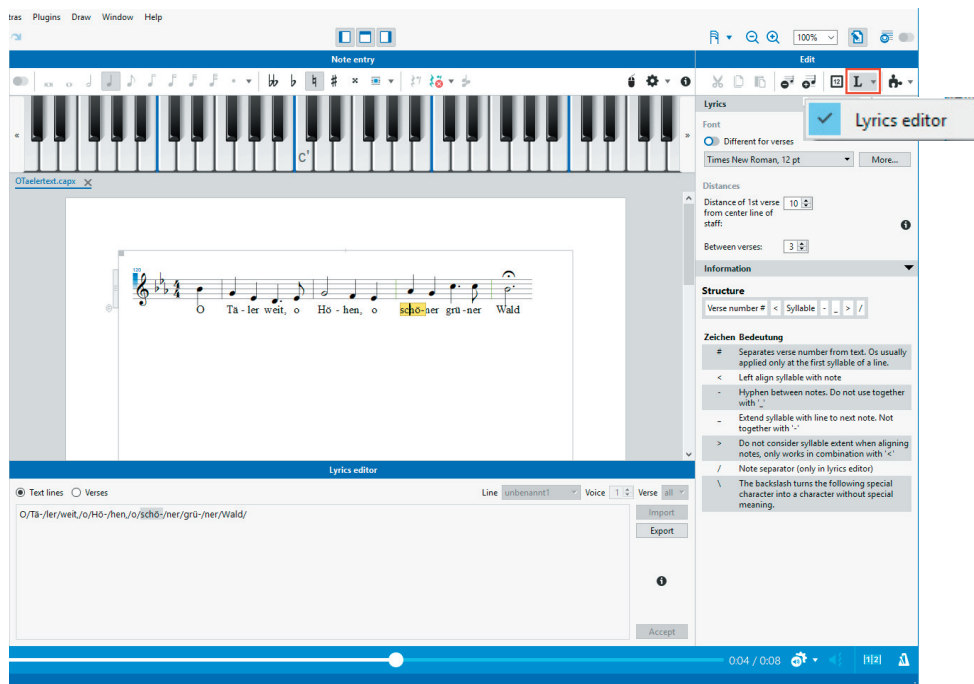 tras Plugins Draw Window Help
100%
Note entry
Edit
12
L
Lyrics
Lyrics editor
Font
Different for verses
Times New Roman, 12 pt
More...
Distances
Distance of 1st verse from center line of staff:
10
Between verses:
3
Information
Structure
Verse number # < Syllable - _ > /
Zeichen Bedeutung
# Separates verse number from text. Os usually
applied only at the first syllable of a line.
< Left align syllable with note
- Hyphen between notes. Do not use together
with '_'
_ Extend syllable with line to next note. Not
together with '-'
> Do not consider syllable extent when aligning
notes, only works in combination with '<'
/ Note separator (only in lyrics editor)
\ The backslash turns the following special
character into a character without special
meaning.
« c' »
OTaelertext.capx
120
O Tä - ler weit, o Hö - hen, o schö-ner grü -ner Wald
Lyrics editor
Text lines Verses Line unbenannt1 Voice 1 Verse all
O/Tä-/ler/weit,/o/Hö-/hen,/o/schö-/ner/grü-/ner/Wald/
Import
Export
Accept
0:04 / 0:08
|1|2|